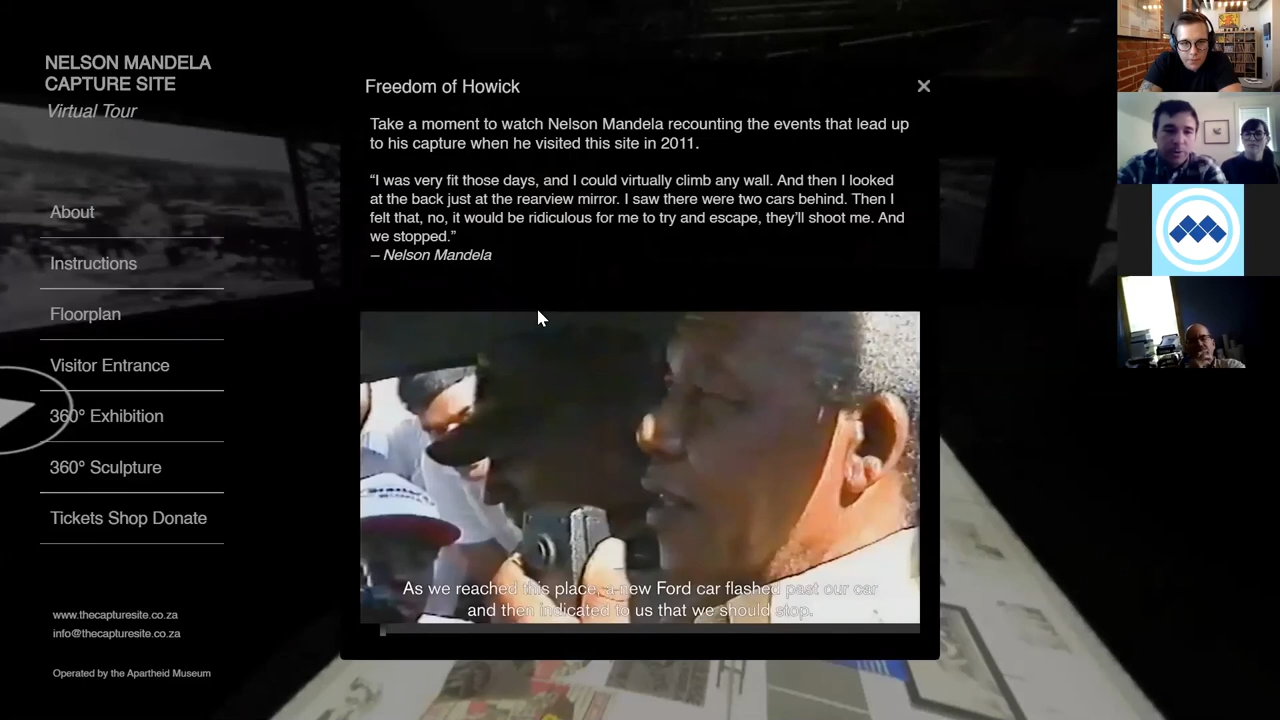 NELSON MANDELA
CAPTURE SITE
Virtual Tour
About
Instructions
Floorplan
Visitor Entrance
360° Exhibition
360° Sculpture
Tickets Shop Donate
www.thecapturesite.co.za
info@thecapturesite.co.za
Operated by the Apartheid Museum
Freedom of Howick
Take a moment to watch Nelson Mandela recounting the events that lead up
to his capture when he visited this site in 2011.
“I was very fit those days, and I could virtually climb any wall. And then I looked
at the back just at the rearview mirror. I saw there were two cars behind. Then I
felt that, no, it would be ridiculous for me to try and escape, they’ll shoot me. And
we stopped.”
– Nelson Mandela
As we reached this place, a new Ford car flashed past our car
and then indicated to us that we should stop.